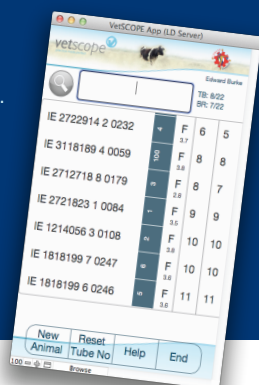 VetSCOPE App (LD Server)
vetscope
Edward Burke
TB: 8/22
BR: 7/22
IE 2722914 2 0232 4 F 3.7 6 5
IE 3118189 4 0059 100 F 3.8 8 8
IE 2712718 8 0179 3 F 3.8 8 7
IE 2721823 1 0084 1 F 3.5 9 9
IE 1214056 3 0108 2 F 3.8 10 10
IE 1818199 7 0247 6 F 3.6 10 10
IE 1818199 6 0246 5 F 3.6 11 11
New Animal
Reset Tube No
Help
End
100
Browse